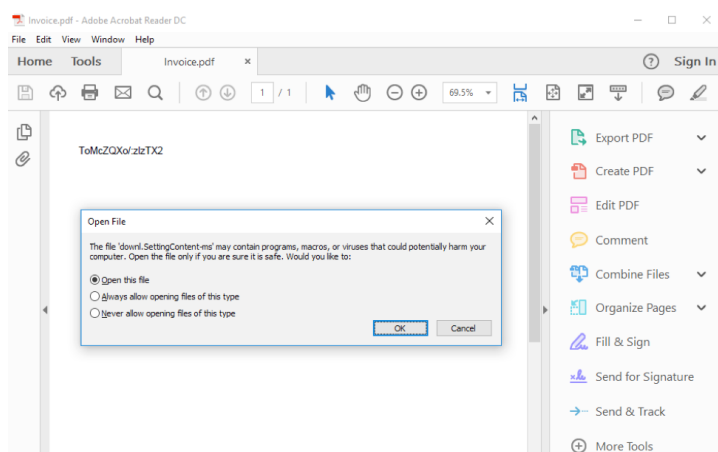 Invoice.pdf - Adobe Acrobat Reader DC
File Edit View Window Help
Home Tools Invoice.pdf × ? Sign In
1 / 1 69.5%
ToMcZQXo/:zlzTX2
Open File
The file 'downl.SettingContent-ms' may contain programs, macros, or viruses that could potentially harm your
computer. Open the file only if you are sure it is safe. Would you like to:
Open this file
Always allow opening files of this type
Never allow opening files of this type
OK Cancel
Export PDF
Create PDF
Edit PDF
Comment
Combine Files
Organize Pages
Fill & Sign
Send for Signature
Send & Track
More Tools